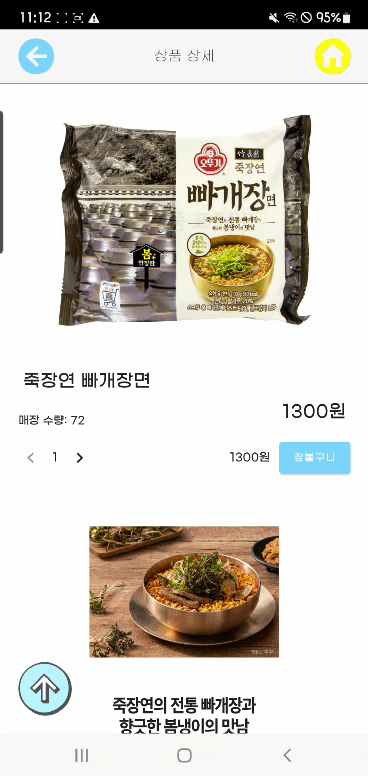 11:12
95%
상품 상세
오뚜기
죽장연
빠개장면
죽장연의 전통 빠개장과
향긋한 봄냉이의 맛남
봄
한정판
죽장연 빠개장면
1300원
매장 수량: 72
1
1300원
장바구니
죽장연의 전통 빠개장과
향긋한 봄냉이의 맛남